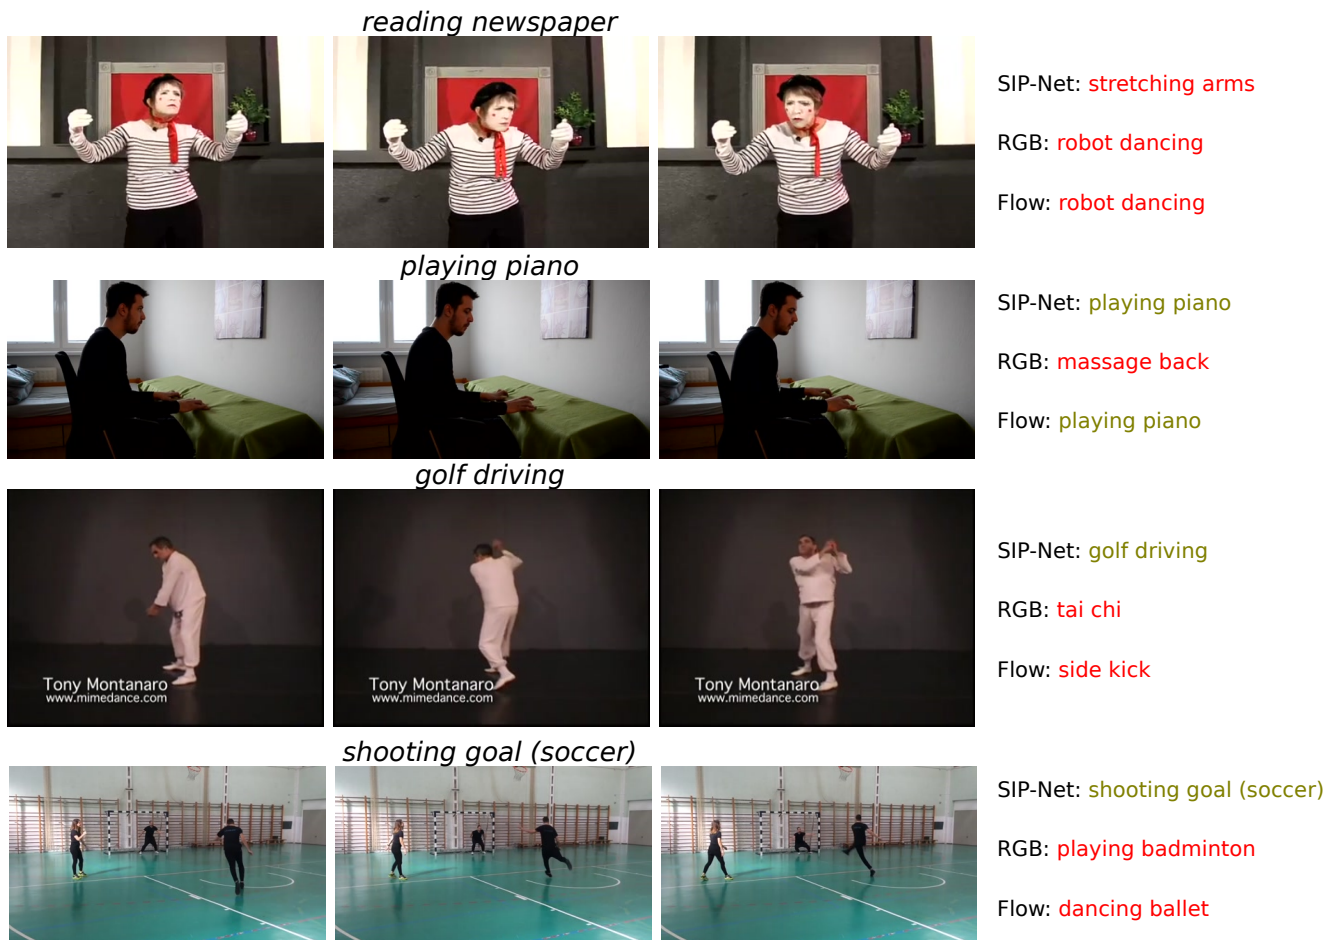 reading newspaper
SIP-Net: stretching arms
RGB: robot dancing
Flow: robot dancing
playing piano
SIP-Net: playing piano
RGB: massage back
Flow: playing piano
golf driving
Tony Montanaro
www.mimedance.com
Tony Montanaro
www.mimedance.com
Tony Montanaro
www.mimedance.com
SIP-Net: golf driving
RGB: tai chi
Flow: side kick
shooting goal (soccer)
SIP-Net: shooting goal (soccer)
RGB: playing badminton
Flow: dancing ballet